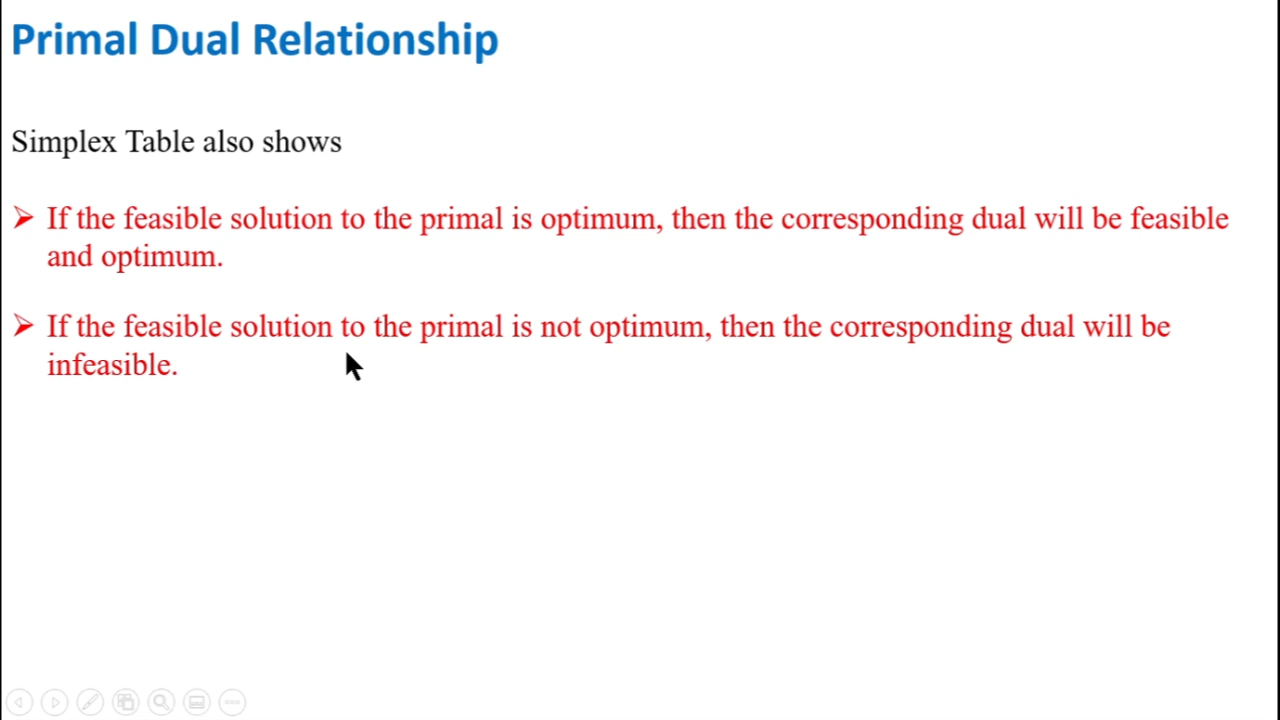 Primal Dual Relationship
Simplex Table also shows
If the feasible solution to the primal is optimum, then the corresponding dual will be feasible
and optimum.
If the feasible solution to the primal is not optimum, then the corresponding dual will be
infeasible.